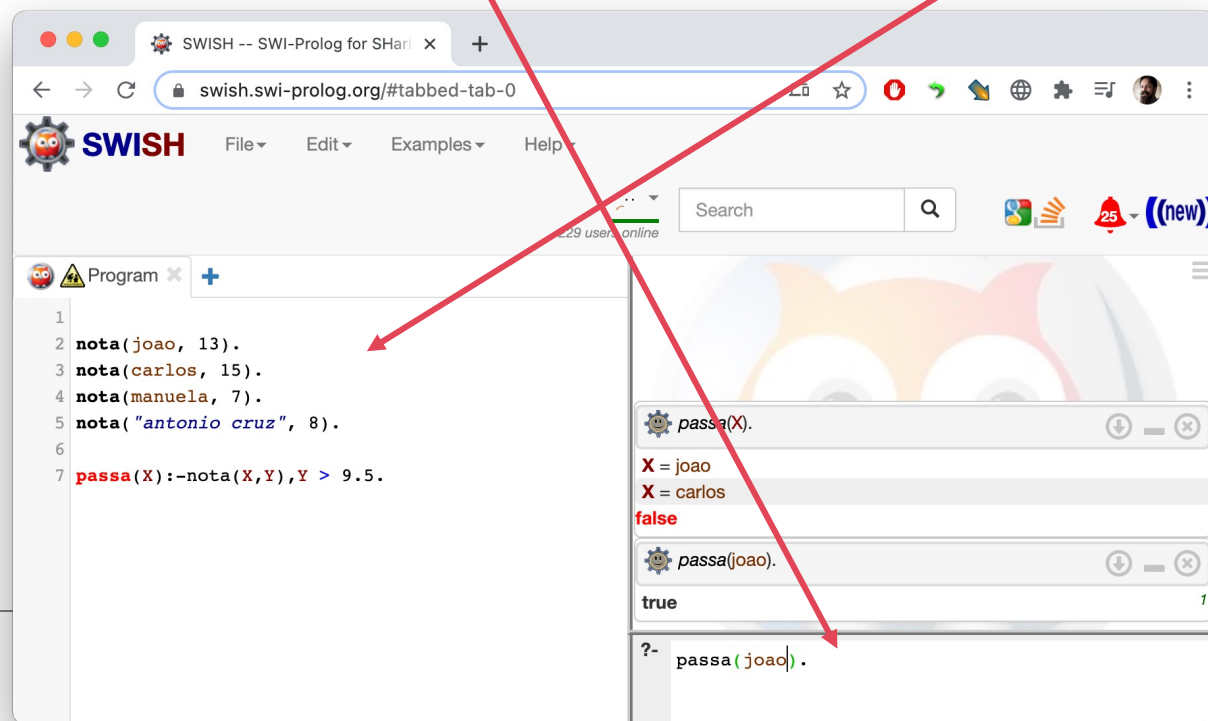 SWISH -- SWI-Prolog for SHari
swish.swi-prolog.org/#tabbed-tab-0
SWISH File Edit Examples Help
Search
25 ((new))
229 users online
Program
1
2 nota(joao, 13).
3 nota(carlos, 15).
4 nota(manuela, 7).
5 nota("antonio cruz", 8).
6
7 passa(X):-nota(X,Y),Y > 9.5.
passa(X).
X = joao
X = carlos
false
passa(joao).
true 1
?- passa(joao).